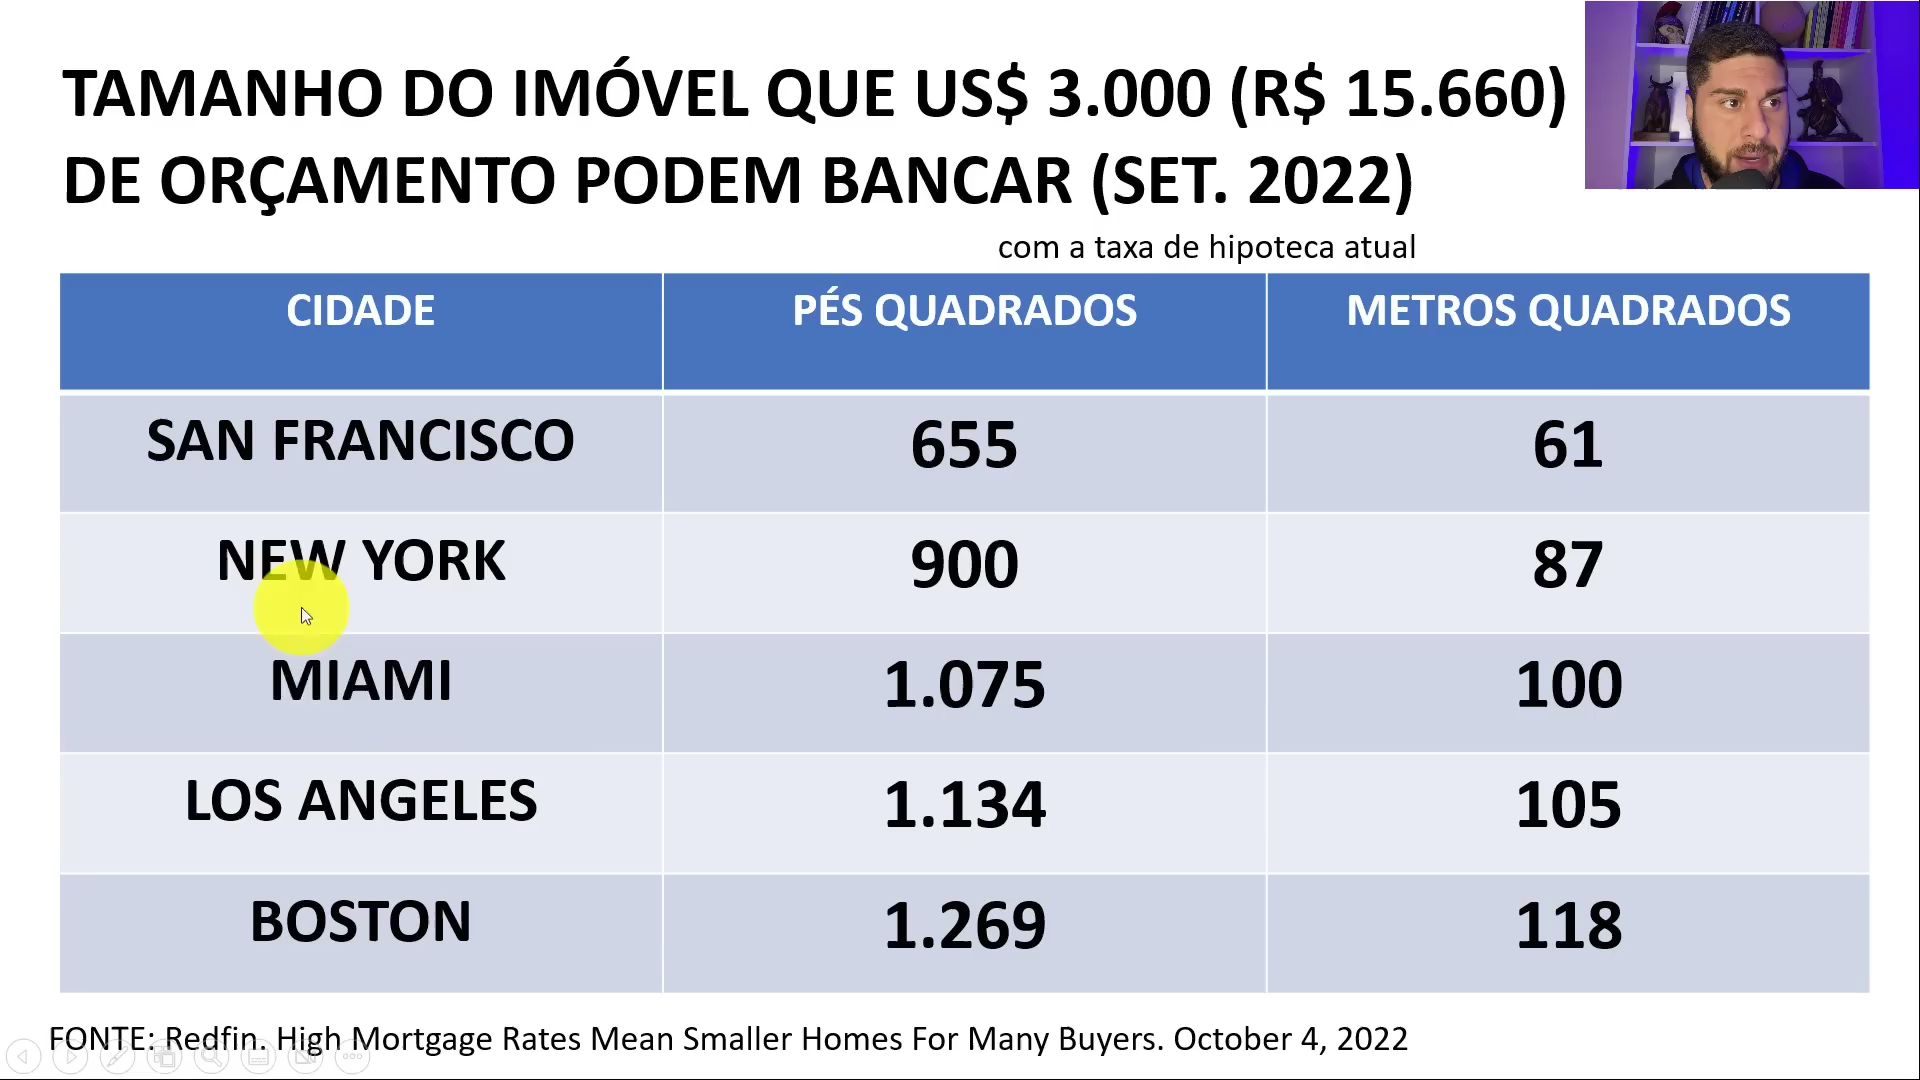 TAMANHO DO IMÓVEL QUE US$ 3.000 (R$ 15.660)
DE ORÇAMENTO PODEM BANCAR (SET. 2022)
com a taxa de hipoteca atual
CIDADE PÉS QUADRADOS METROS QUADRADOS
SAN FRANCISCO 655 61
NEW YORK 900 87
MIAMI 1.075 100
LOS ANGELES 1.134 105
BOSTON 1.269 118
FONTE: Redfin. High Mortgage Rates Mean Smaller Homes For Many Buyers. October 4, 2022